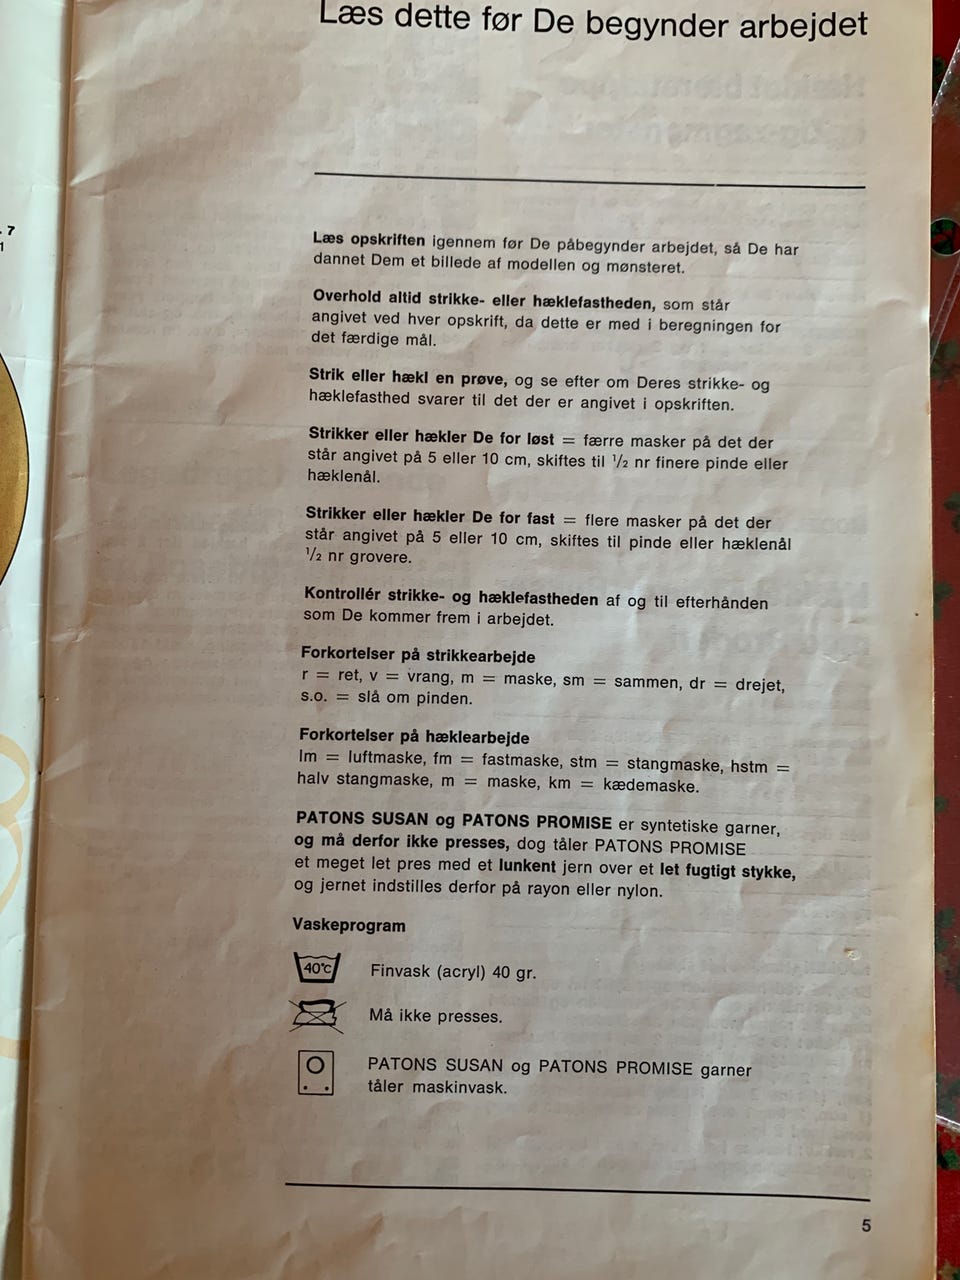 Læs dette før De begynder arbejdet
7
1
Læs opskriften igennem før De påbegynder arbejdet, så De har
dannet Dem et billede af modellen og mønsteret.
Overhold altid strikke- eller hæklefastheden, som står
angivet ved hver opskrift, da dette er med i beregningen for
det færdige mål.
Strik eller hækl en prøve, og se efter om Deres strikke- og
hæklefasthed svarer til det der er angivet i opskriften.
Strikker eller hækler De for løst = færre masker på det der
står angivet på 5 eller 10 cm, skiftes til 1/2 nr finere pinde eller
hæklenål.
Strikker eller hækler De for fast = flere masker på det der
står angivet på 5 eller 10 cm, skiftes til pinde eller hæklenål
1/2 nr grovere.
Kontrollér strikke- og hæklefastheden af og til efterhånden
som De kommer frem i arbejdet.
Forkortelser på strikkearbejde
r = ret, v = vrang, m = maske, sm = sammen, dr = drejet,
s.o. = slå om pinden.
Forkortelser på hæklearbejde
lm = luftmaske, fm = fastmaske, stm = stangmaske, hstm =
halv stangmaske, m = maske, km = kædemaske.
PATONS SUSAN og PATONS PROMISE er syntetiske garner,
og må derfor ikke presses, dog tåler PATONS PROMISE
et meget let pres med et lunkent jern over et let fugtigt stykke,
og jernet indstilles derfor på rayon eller nylon.
Vaskeprogram
40°C Finvask (acryl) 40 gr.
Må ikke presses.
PATONS SUSAN og PATONS PROMISE garner
tåler maskinvask.
5